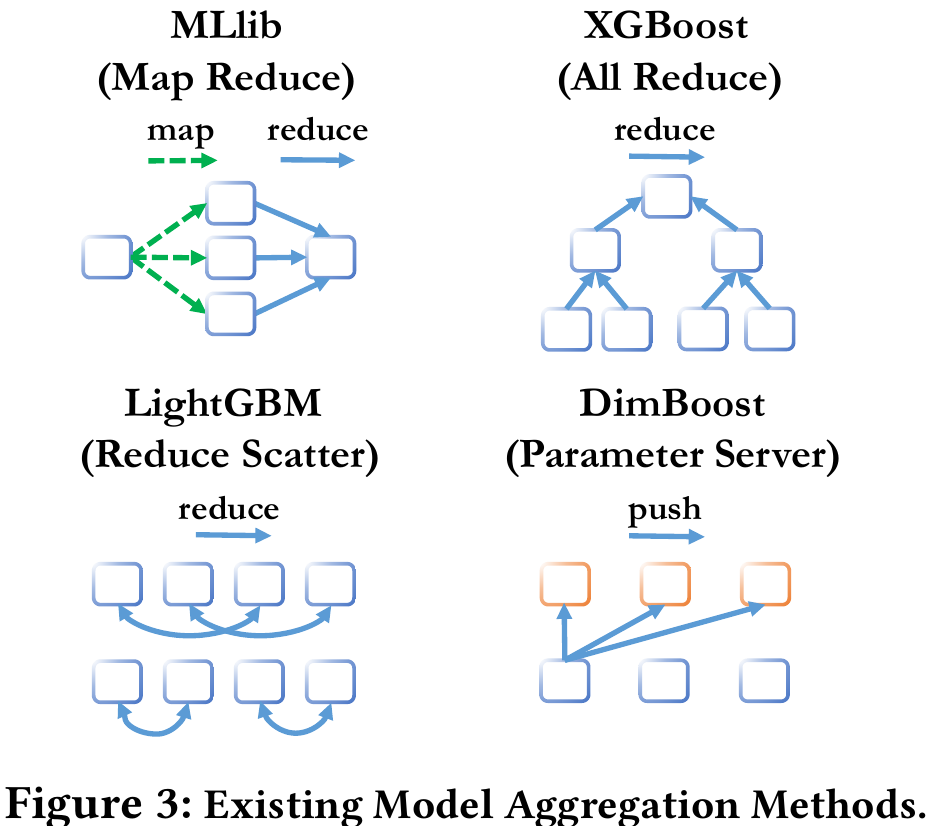 MLlib
(Map Reduce)
map reduce
XGBoost
(All Reduce)
reduce
LightGBM
(Reduce Scatter)
reduce
DimBoost
(Parameter Server)
push
Figure 3: Existing Model Aggregation Methods.